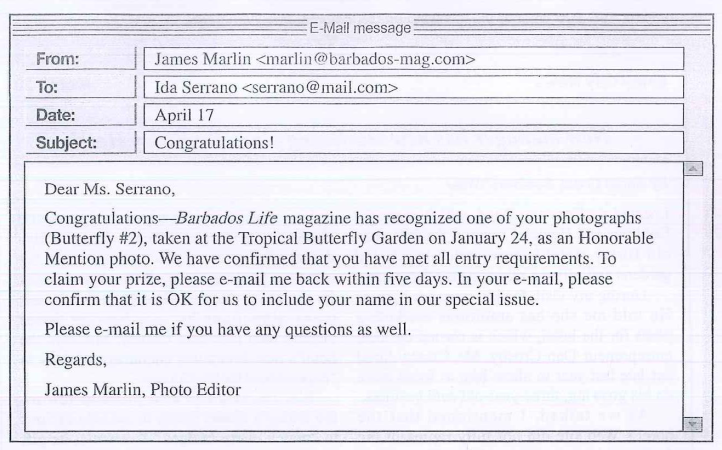 E-Mail message
From: James Marlin <marlin@barbados-mag.com>
To: Ida Serrano <serrano@mail.com>
Date: April 17
Subject: Congratulations!
Dear Ms. Serrano,
Congratulations—Barbados Life magazine has recognized one of your photographs
(Butterfly #2), taken at the Tropical Butterfly Garden on January 24, as an Honorable
Mention photo. We have confirmed that you have met all entry requirements. To
claim your prize, please e-mail me back within five days. In your e-mail, please
confirm that it is OK for us to include your name in our special issue.
Please e-mail me if you have any questions as well.
Regards,
James Marlin, Photo Editor